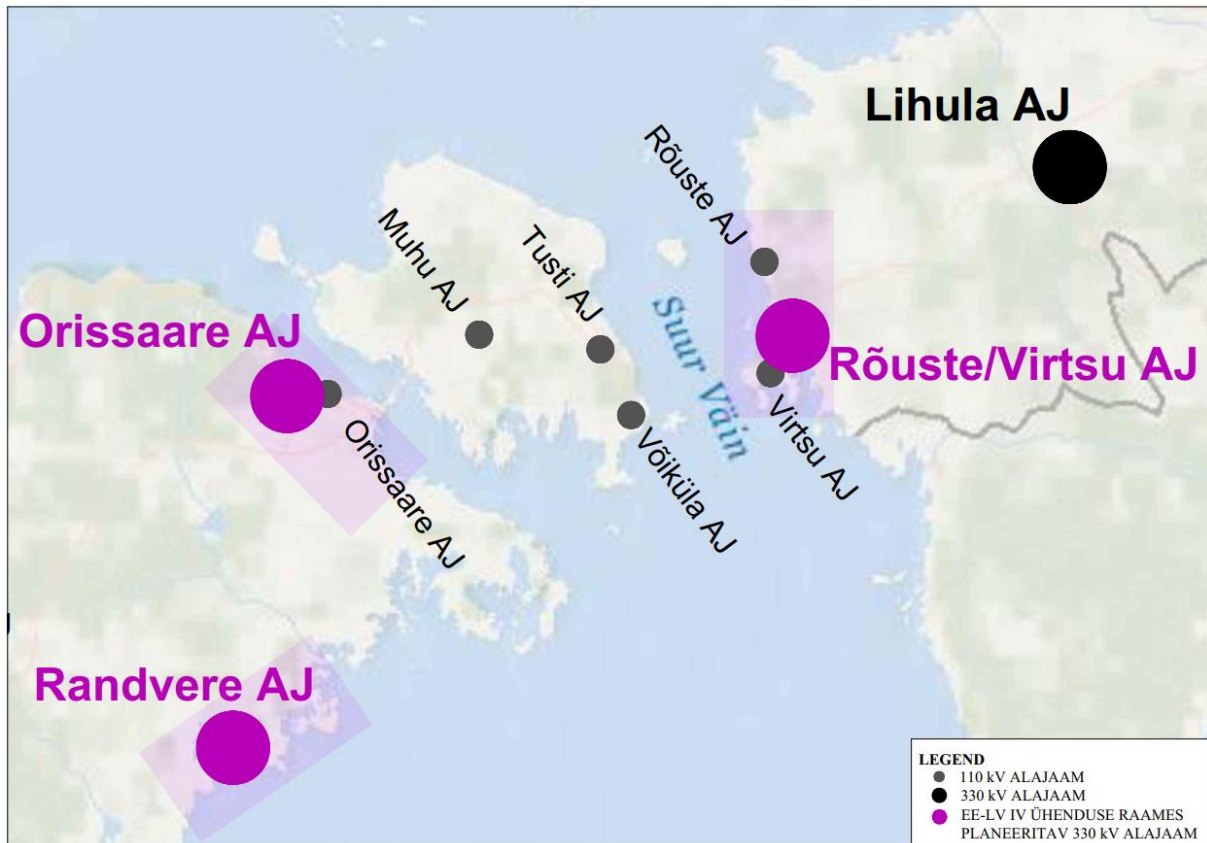 Lihula AJ
Rõuste AJ
Muhu AJ
Tusti AJ
Suur Väin
Orissaare AJ
Rõuste/Virtsu AJ
Virtsu AJ
Orissaare AJ
Võiküla AJ
Randvere AJ
LEGEND
110 kV ALAJAAM
330 kV ALAJAAM
EE-LV IV ÜHENDUSE RAAMES
PLANEERITAV 330 kV ALAJAAM